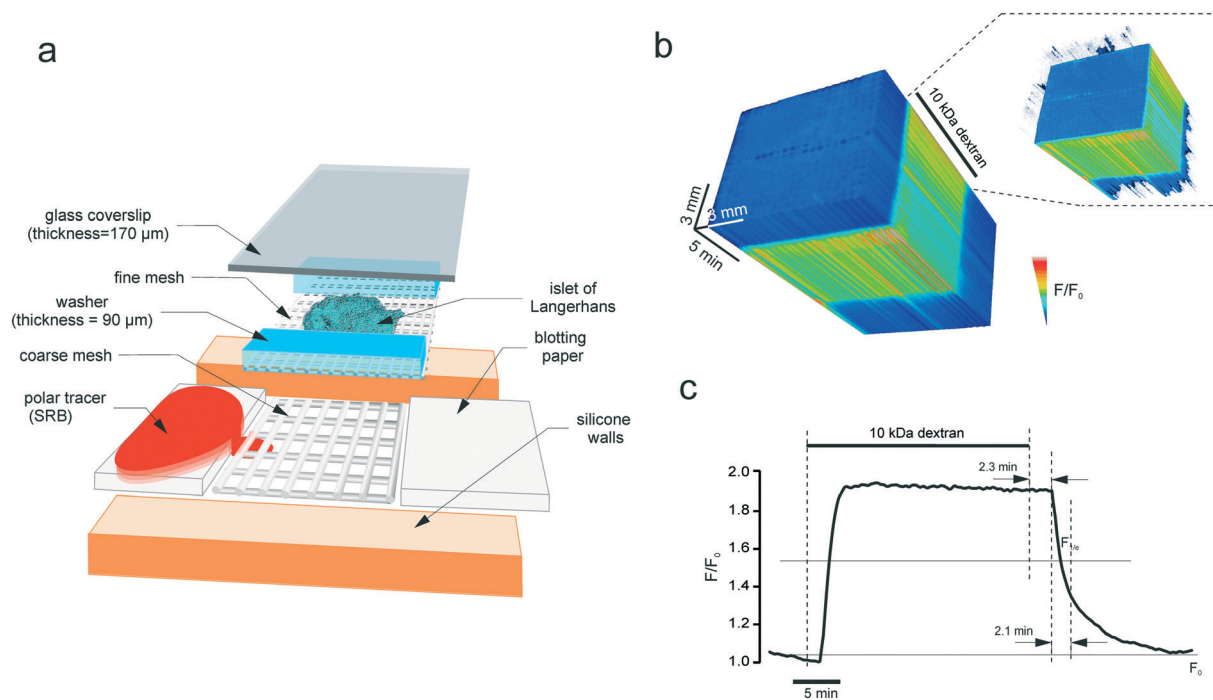 a
glass coverslip
(thickness=170 µm)
fine mesh
washer
(thickness = 90 µm)
coarse mesh
polar tracer
(SRB)
islet of
Langerhans
blotting
paper
silicone
walls
b
10 kDa dextran
3 mm
3 mm
5 min
F/F0
c
10 kDa dextran
2.3 min
2.0
1.8
1.6
1.4
1.2
1.0
F/F0
F1/e
2.1 min
F0
5 min